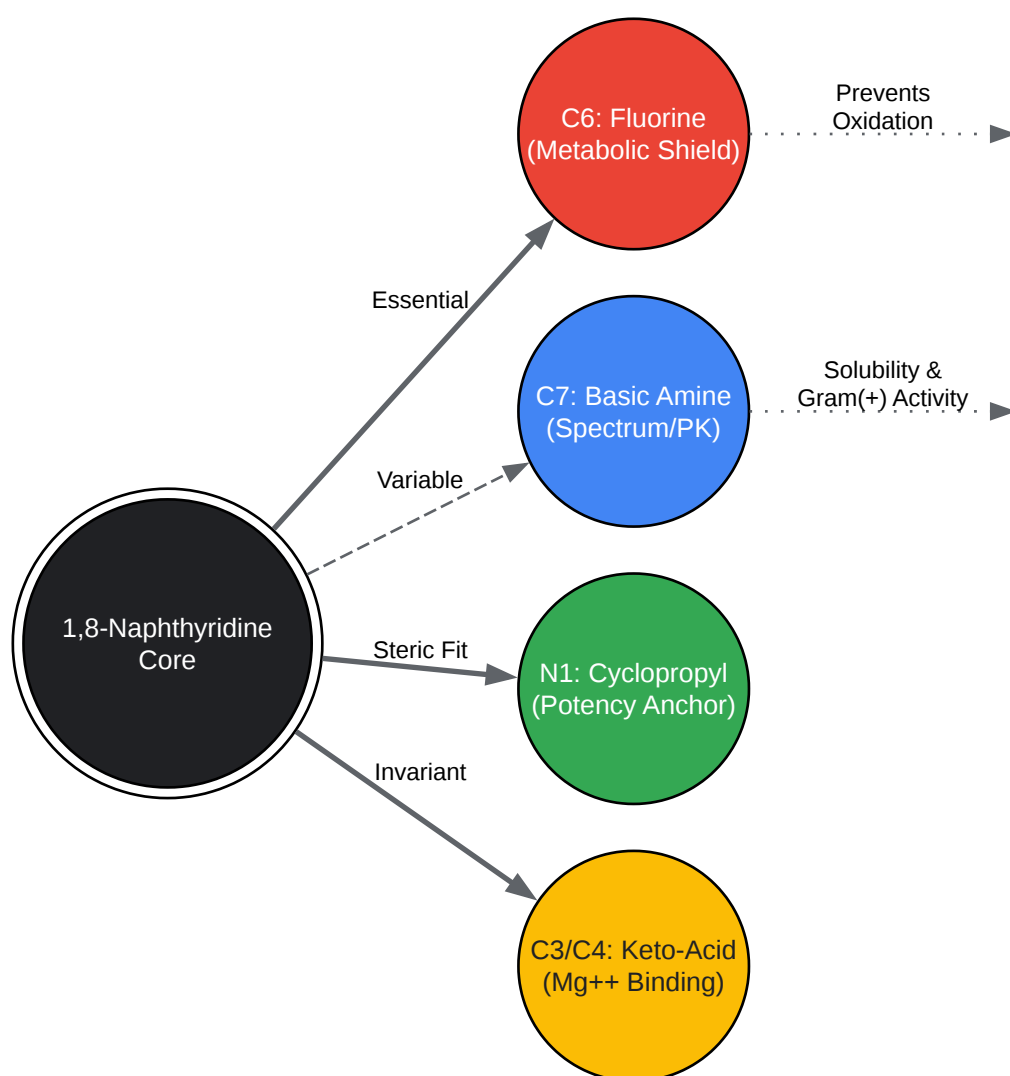 C6: Fluorine
(Metabolic Shield)
Prevents
Oxidation
Essential
C7: Basic Amine
(Spectrum/PK)
Solubility &
Gram(+) Activity
Variable
1,8-Naphthyridine
Core
Steric Fit
N1: Cyclopropyl
(Potency Anchor)
Invariant
C3/C4: Keto-Acid
(Mg++ Binding)